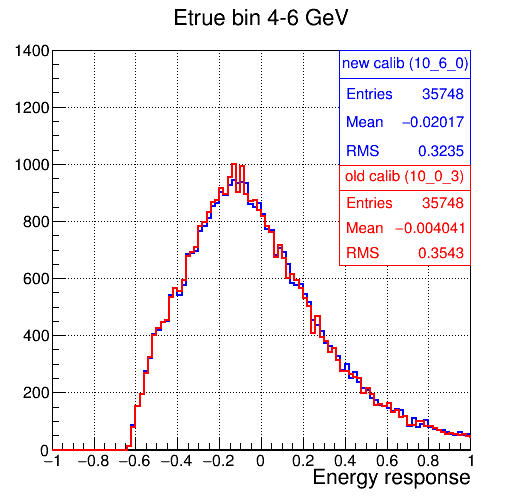 Etrue bin 4-6 GeV
new calib (10_6_0)
Entries 35748
Mean −0.02017
RMS 0.3235
old calib (10_0_3)
Entries 35748
Mean −0.004041
RMS 0.3543
1400
1200
1000
800
600
400
200
0
−1 −0.8 −0.6 −0.4 −0.2 0 0.2 0.4 0.6 0.8 1
Energy response